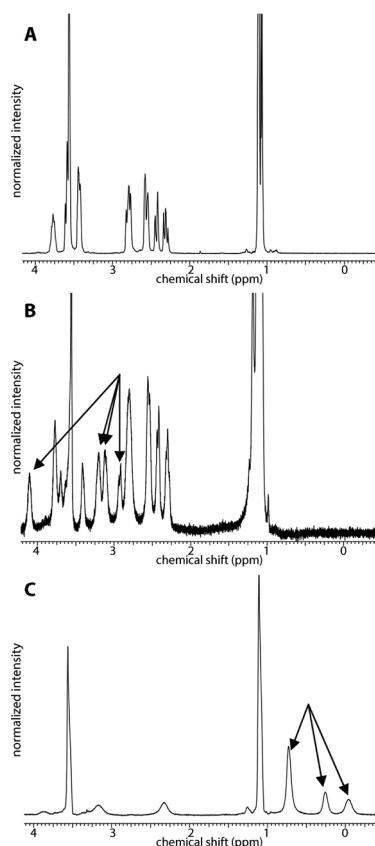 A
normalized intensity
4 3 2 1 0
chemical shift (ppm)
B
normalized intensity
4 3 2 1 0
chemical shift (ppm)
C
normalized intensity
4 3 2 1 0
chemical shift (ppm)